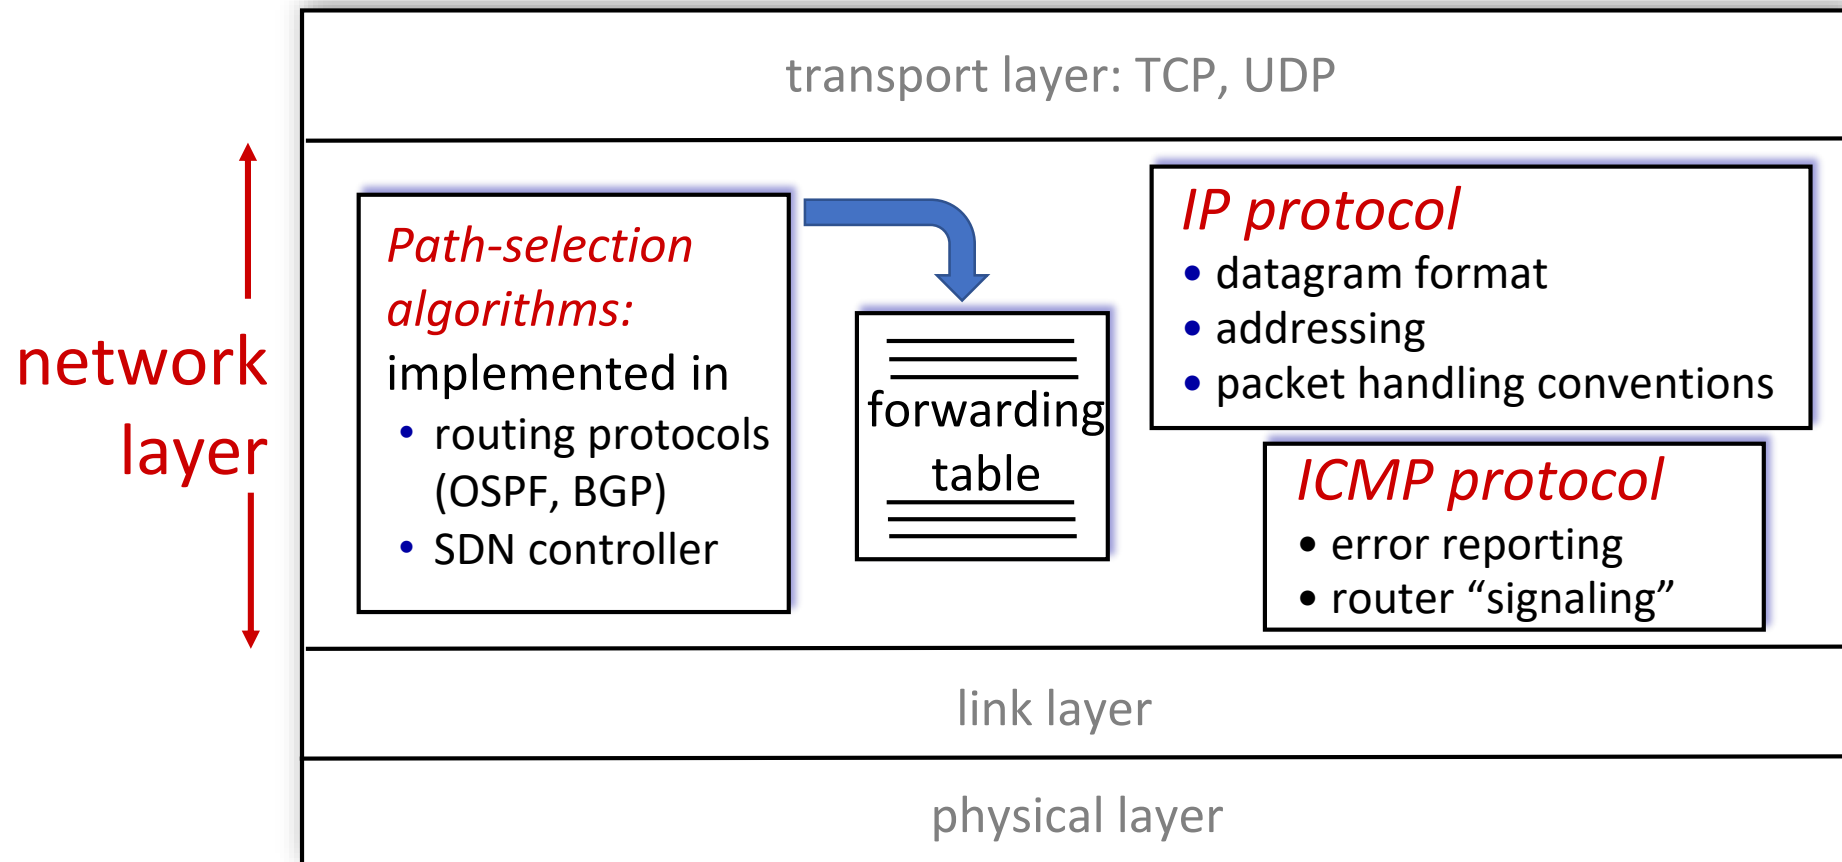 transport layer: TCP, UDP
network
layer
Path-selection
algorithms:
implemented in
• routing protocols
(OSPF, BGP)
• SDN controller
forwarding
table
IP protocol
• datagram format
• addressing
• packet handling conventions
ICMP protocol
• error reporting
• router “signaling”
link layer
physical layer